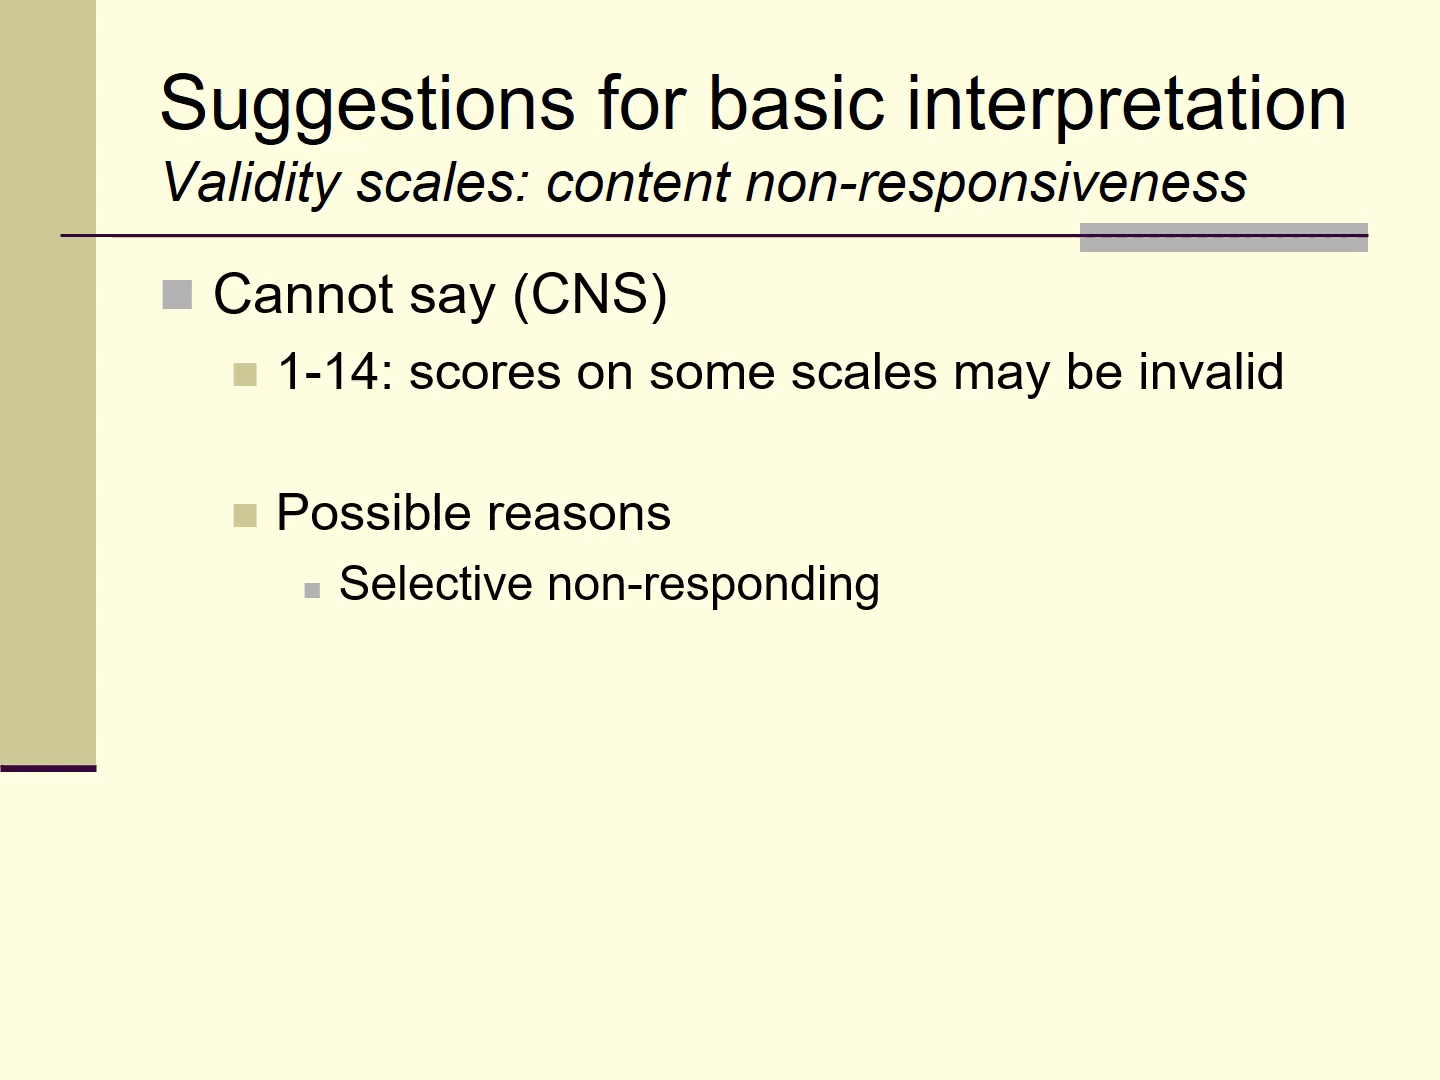 Suggestions for basic interpretation
Validity scales: content non-responsiveness
Cannot say (CNS)
1-14: scores on some scales may be invalid
Possible reasons
Selective non-responding